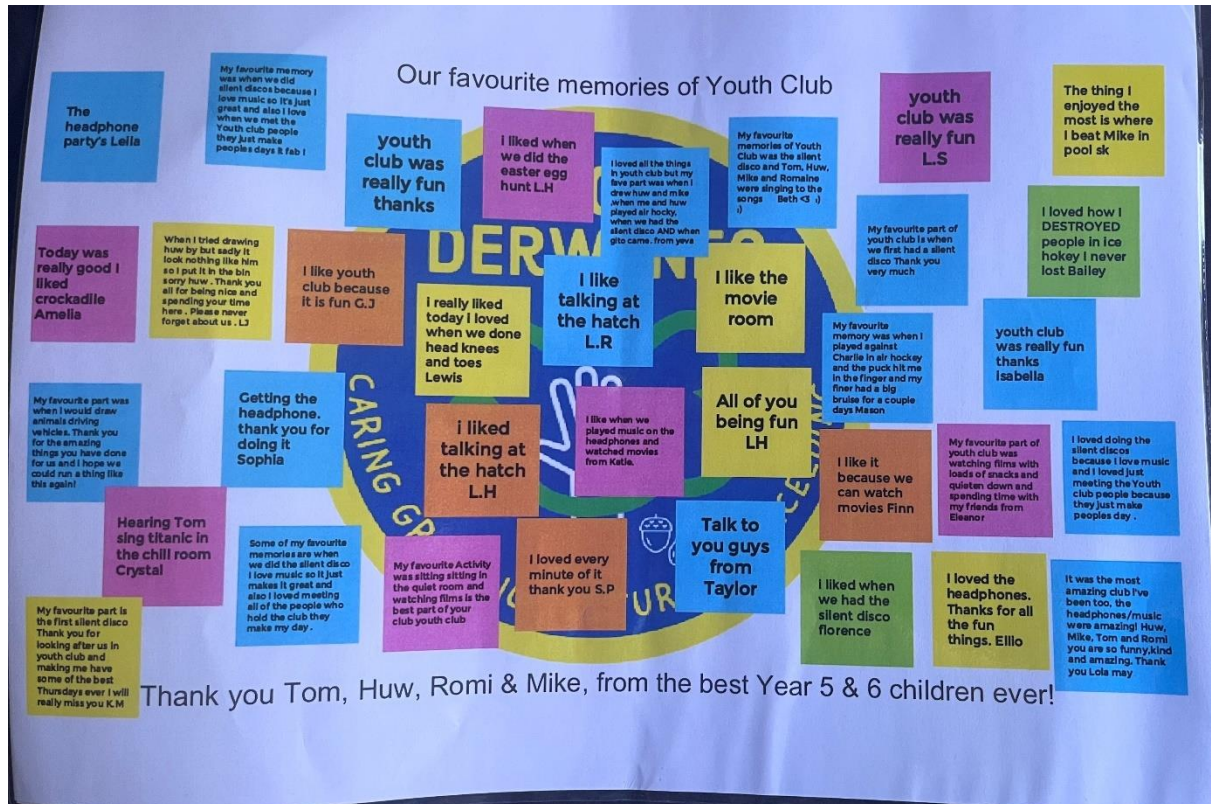 Our favourite memories of Youth Club
The
headphone
party's Leila
My favourite memory
was when we did
silent discos because I
love music so it's just
great and also I love
when we met the
Youth club people
they just make
peoples days it fab !
youth
club was
really fun
thanks
I liked when
we did the
easter egg
hunt L.H
I loved all the things
in youth club but my
fave part was when I
drew huw and mike
,when me and huw
played air hocky,
when we had the
silent disco AND when
gito came. from yeva
My favourite
memories of Youth
Club was the silent
disco and Tom, Huw,
Mike and Romaine
were singing to the
songs Beth <3 :)
:)
youth
club was
really fun
L.S
The thing I
enjoyed the
most is where
I beat Mike in
pool sk
Today was
really good I
liked
crockadile
Amelia
When I tried drawing
huw by but sadly it
look nothing like him
so I put it in the bin
sorry huw . Thank you
all for being nice and
spending your time
here . Please never
forget about us . LJ
I like youth
club because
it is fun G.J
i really liked
today I loved
when we done
head knees
and toes
Lewis
I like
talking at
the hatch
L.R
I like the
movie
room
My favourite part of
youth club is when
we first had a silent
disco Thank you
very much
I loved how I
DESTROYED
people in ice
hokey I never
lost Bailey
My favourite
memory was when I
played against
Charlie in air hockey
and the puck hit me
in the finger and my
finer had a big
bruise for a couple
days Mason
youth club
was really fun
thanks
isabella
My favourite part was
when I would draw
animals driving
vehicles. Thank you
for the amazing
things you have done
for us and I hope we
could run a thing like
this again!
Getting the
headphone.
thank you for
doing it
Sophia
i liked
talking at
the hatch
L.H
I like when we
played music on the
headphones and
watched movies
from Katie.
All of you
being fun
LH
I like it
because we
can watch
movies Finn
My favourite part of
youth club was
watching films with
loads of snacks and
quieten down and
spending time with
my friends from
Eleanor
I loved doing the
silent discos
because I love music
and I loved just
meeting the Youth
club people because
they just make
peoples day .
Hearing Tom
sing titanic in
the chill room
Crystal
Some of my favourite
memories are when
we did the silent disco
I love music so it just
makes it great and
also I loved meeting
all of the people who
hold the club they
make my day .
My favourite Activity
was sitting sitting in
the quiet room and
watching films is the
best part of your
club youth club
I loved every
minute of it
thank you S.P
Talk to
you guys
from
Taylor
I liked when
we had the
silent disco
florence
I loved the
headphones.
Thanks for all
the fun
things. Elllo
It was the most
amazing club I've
been too, the
headphones/music
were amazing! Huw,
Mike, Tom and Romi
you are so funny,kind
and amazing. Thank
you Lola may
My favourite part is
the first silent disco
Thank you for
looking after us in
youth club and
making me have
some of the best
Thursdays ever I will
really miss you K.M
CARING
Thank you Tom, Huw, Romi & Mike, from the best Year 5 & 6 children ever!